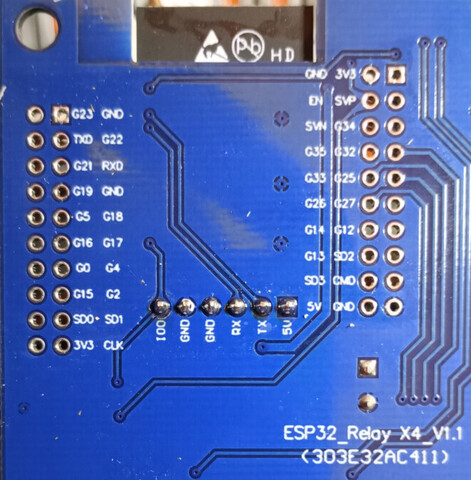 Pb HD
GND 3V3
EN SVP
SVN G34
G35 G32
G33 G25
G26 G27
G14 G12
G13 SD2
SD3 CMD
5V GND
G23 GND
TXD G22
G21 RXD
G19 GND
G5 G18
G16 G17
G0 G4
G15 G2
SD0 SD1
3V3 CLK
IO0
GND
GND
RX
TX
5V
ESP32_Relay X4_V1.1
(303E32AC411)